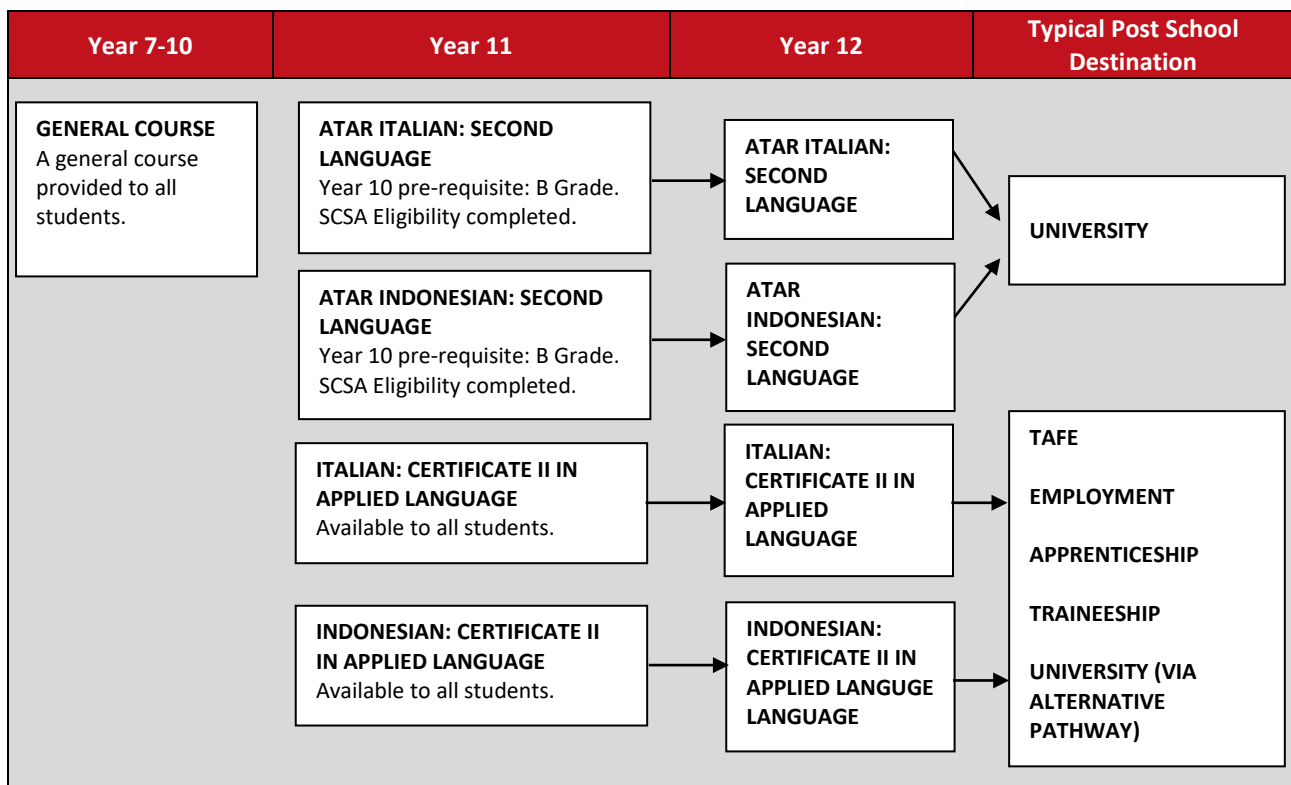 Year 7-10
Year 11
Year 12
Typical Post School
Destination
GENERAL COURSE
A general course
provided to all
students.
ATAR ITALIAN: SECOND
LANGUAGE
Year 10 pre-requisite: B Grade.
SCSA Eligibility completed.
ATAR INDONESIAN: SECOND
LANGUAGE
Year 10 pre-requisite: B Grade.
SCSA Eligibility completed.
ITALIAN: CERTIFICATE II IN
APPLIED LANGUAGE
Available to all students.
INDONESIAN: CERTIFICATE II
IN APPLIED LANGUAGE
Available to all students.
ATAR ITALIAN:
SECOND
LANGUAGE
ATAR
INDONESIAN:
SECOND
LANGUAGE
ITALIAN:
CERTIFICATE II IN
APPLIED
LANGUAGE
INDONESIAN:
CERTIFICATE II IN
APPLIED LANGUGE
LANGUAGE
UNIVERSITY
TAFE
EMPLOYMENT
APPRENTICESHIP
TRAINEESHIP
UNIVERSITY (VIA
ALTERNATIVE
PATHWAY)